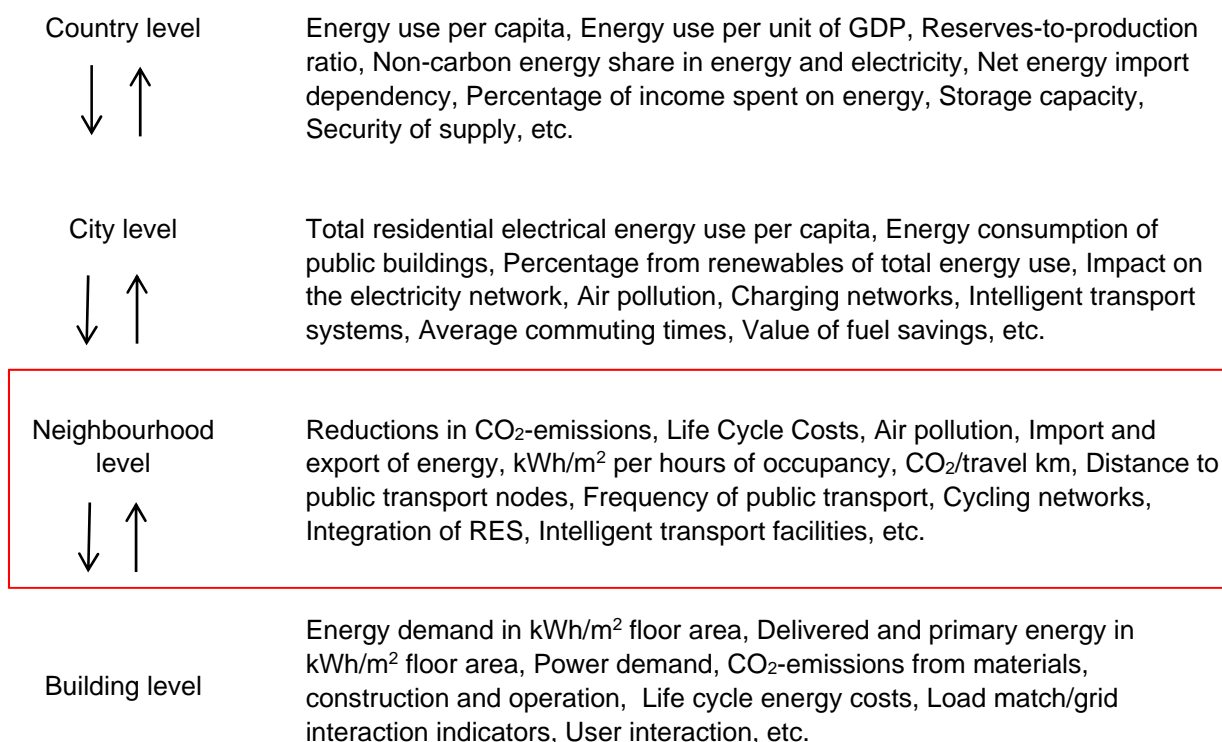 Country level
Energy use per capita, Energy use per unit of GDP, Reserves-to-production
ratio, Non-carbon energy share in energy and electricity, Net energy import
dependency, Percentage of income spent on energy, Storage capacity,
Security of supply, etc.
City level
Total residential electrical energy use per capita, Energy consumption of
public buildings, Percentage from renewables of total energy use, Impact on
the electricity network, Air pollution, Charging networks, Intelligent transport
systems, Average commuting times, Value of fuel savings, etc.
Neighbourhood
level
Reductions in CO₂-emissions, Life Cycle Costs, Air pollution, Import and
export of energy, kWh/m² per hours of occupancy, CO₂/travel km, Distance to
public transport nodes, Frequency of public transport, Cycling networks,
Integration of RES, Intelligent transport facilities, etc.
Building level
Energy demand in kWh/m² floor area, Delivered and primary energy in
kWh/m² floor area, Power demand, CO₂-emissions from materials,
construction and operation,  Life cycle energy costs, Load match/grid
interaction indicators, User interaction, etc.